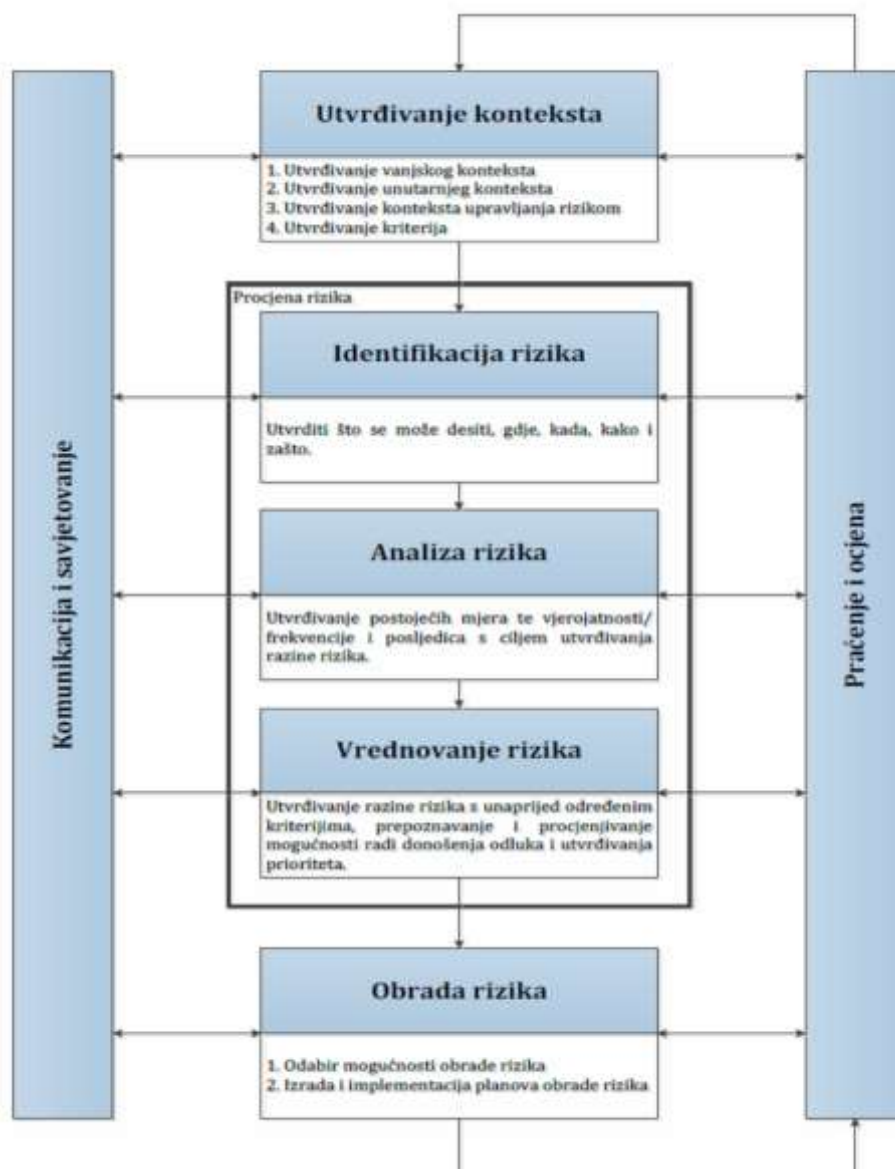 Komunikacija i savjetovanje
Utvrđivanje konteksta
1. Utvrđivanje vanjskog konteksta
2. Utvrđivanje unutarnjeg konteksta
3. Utvrđivanje konteksta upravljanja rizikom
4. Utvrđivanje kriterija
Procjena rizika
Identifikacija rizika
Utvrditi što se može desiti, gdje, kada, kako i
zašto.
Analiza rizika
Utvrđivanje postojećih mjera te vjerojatnosti/
frekvencije i posljedica s ciljem utvrđivanja
razine rizika.
Vrednovanje rizika
Utvrđivanje razine rizika s unaprijed određenim
kriterijima, prepoznavanje i procjenjivanje
mogućnosti radi donošenja odluka i utvrđivanja
prioriteta.
Obrada rizika
1. Odabir mogućnosti obrade rizika
2. Izrada i implementacija planova obrade rizika
Praćenje i ocjena